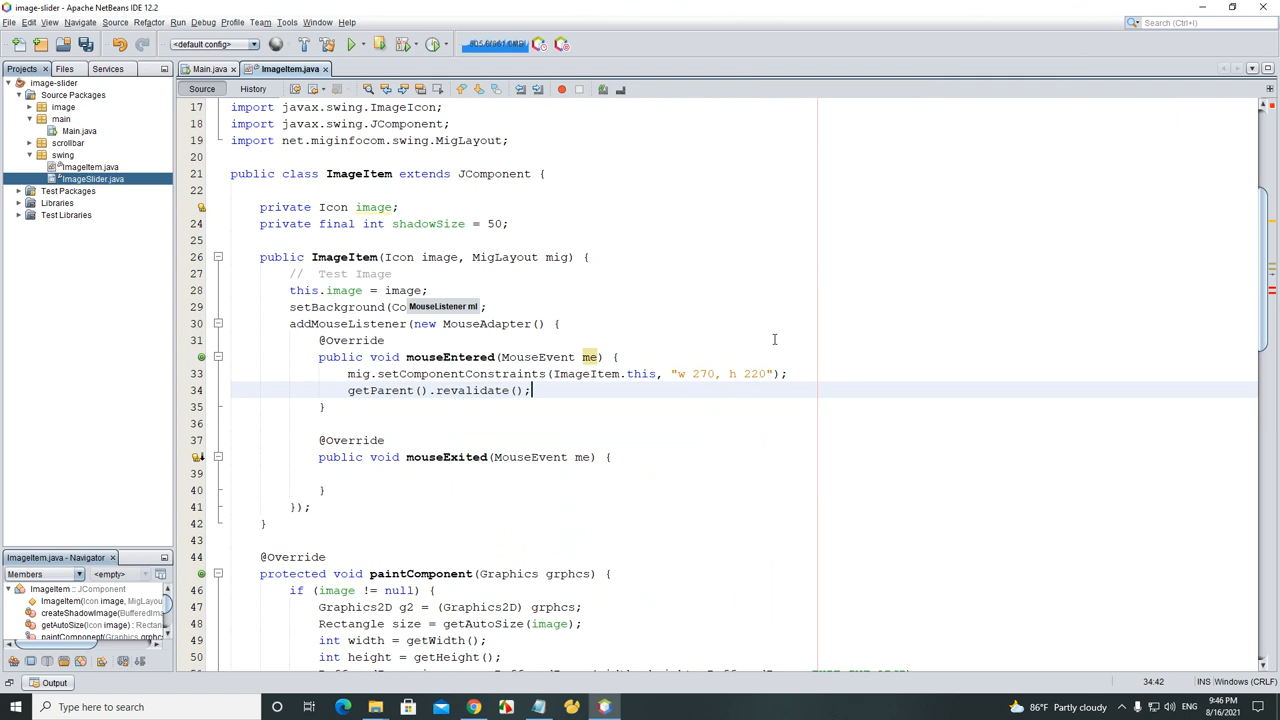 image-slider - Apache NetBeans IDE 12.2
File Edit View Navigate Source Refactor Run Debug Profile Team Tools Window Help
Search (Ctrl+I)
<default config>
805.6/961.0MB
Projects Files Services
Main.java ImageItem.java
Source History
image-slider
Source Packages
image
main
Main.java
scrollbar
swing
ImageItem.java
ImageSlider.java
Test Packages
Libraries
Test Libraries
17 import javax.swing.ImageIcon;
18 import javax.swing.JComponent;
19 import net.miginfocom.swing.MigLayout;
20
21 public class ImageItem extends JComponent {
22
private Icon image;
24 private final int shadowSize = 50;
25
26 public ImageItem(Icon image, MigLayout mig) {
27 // Test Image
28 this.image = image;
29 setBackground(Co ;
MouseListener ml
30 addMouseListener(new MouseAdapter() {
31 @Override
public void mouseEntered(MouseEvent me) {
33 mig.setComponentConstraints(ImageItem.this, "w 270, h 220");
34 getParent().revalidate();
35 }
36
37 @Override
public void mouseExited(MouseEvent me) {
39
40 }
41 });
42 }
43
44 @Override
protected void paintComponent(Graphics grphcs) {
46 if (image != null) {
47 Graphics2D g2 = (Graphics2D) grphcs;
48 Rectangle size = getAutoSize(image);
49 int width = getWidth();
50 int height = getHeight();
ImageItem.java - Navigator
Members <empty>
ImageItem :: JComponent
ImageItem(Icon image, MigLayou
createShadowImage(BufferedIma
getAutoSize(Icon image) : Rectan
Output
34:42 INS Windows (CRLF)
Type here to search
86°F Partly cloudy
ENG
9:46 PM
8/16/2021